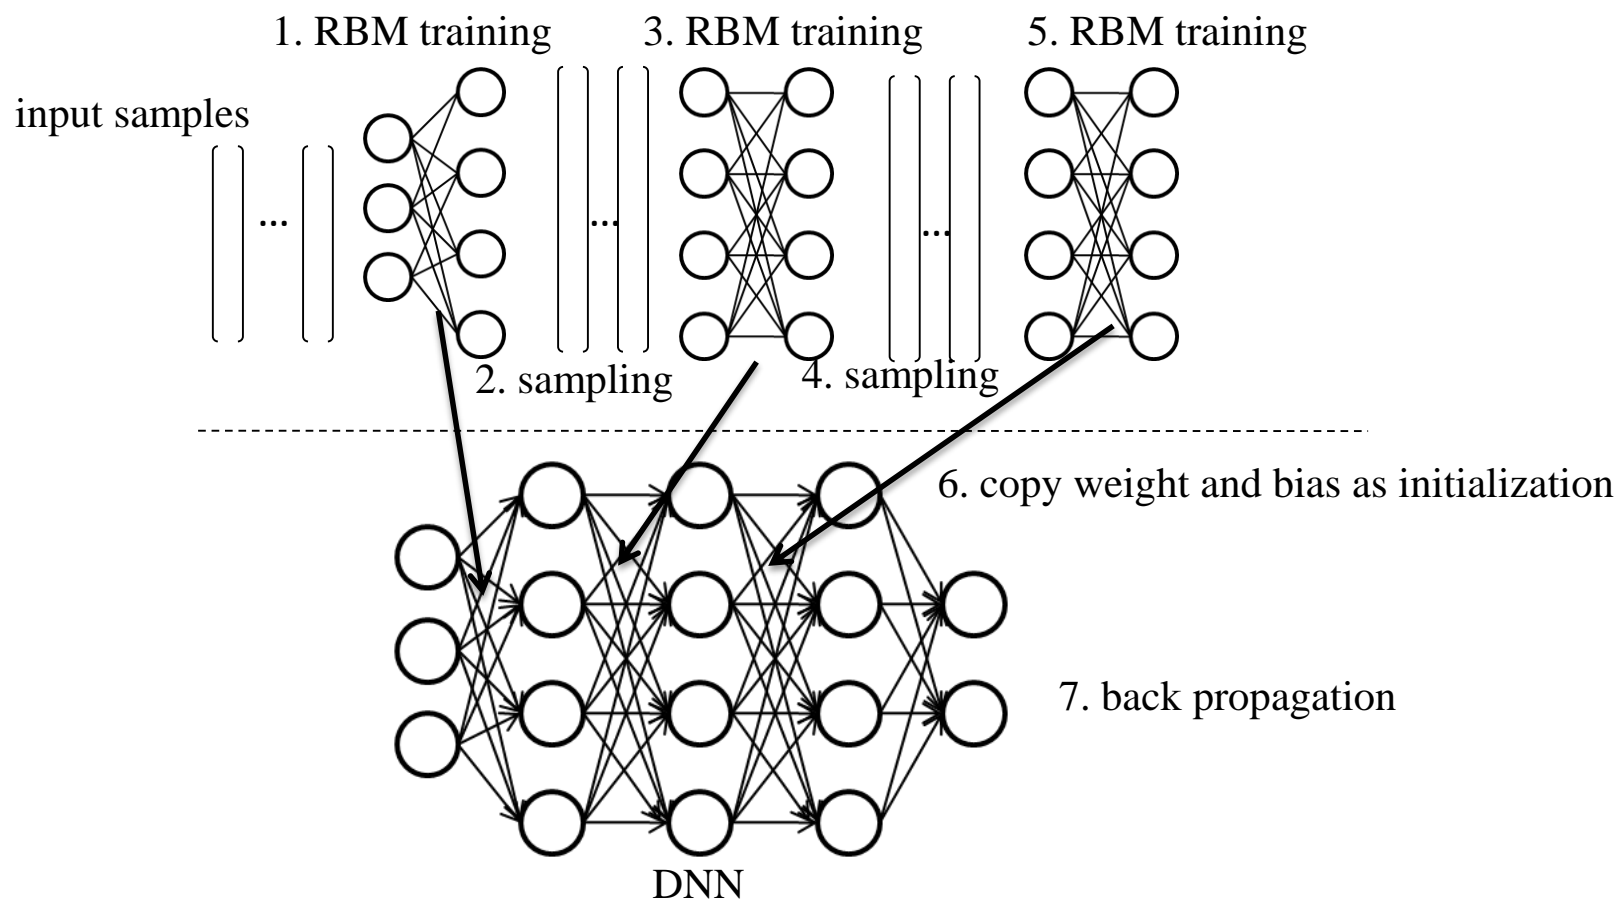 1. RBM training
3. RBM training
5. RBM training
input samples
...
...
...
2. sampling
4. sampling
6. copy weight and bias as initialization
7. back propagation
DNN